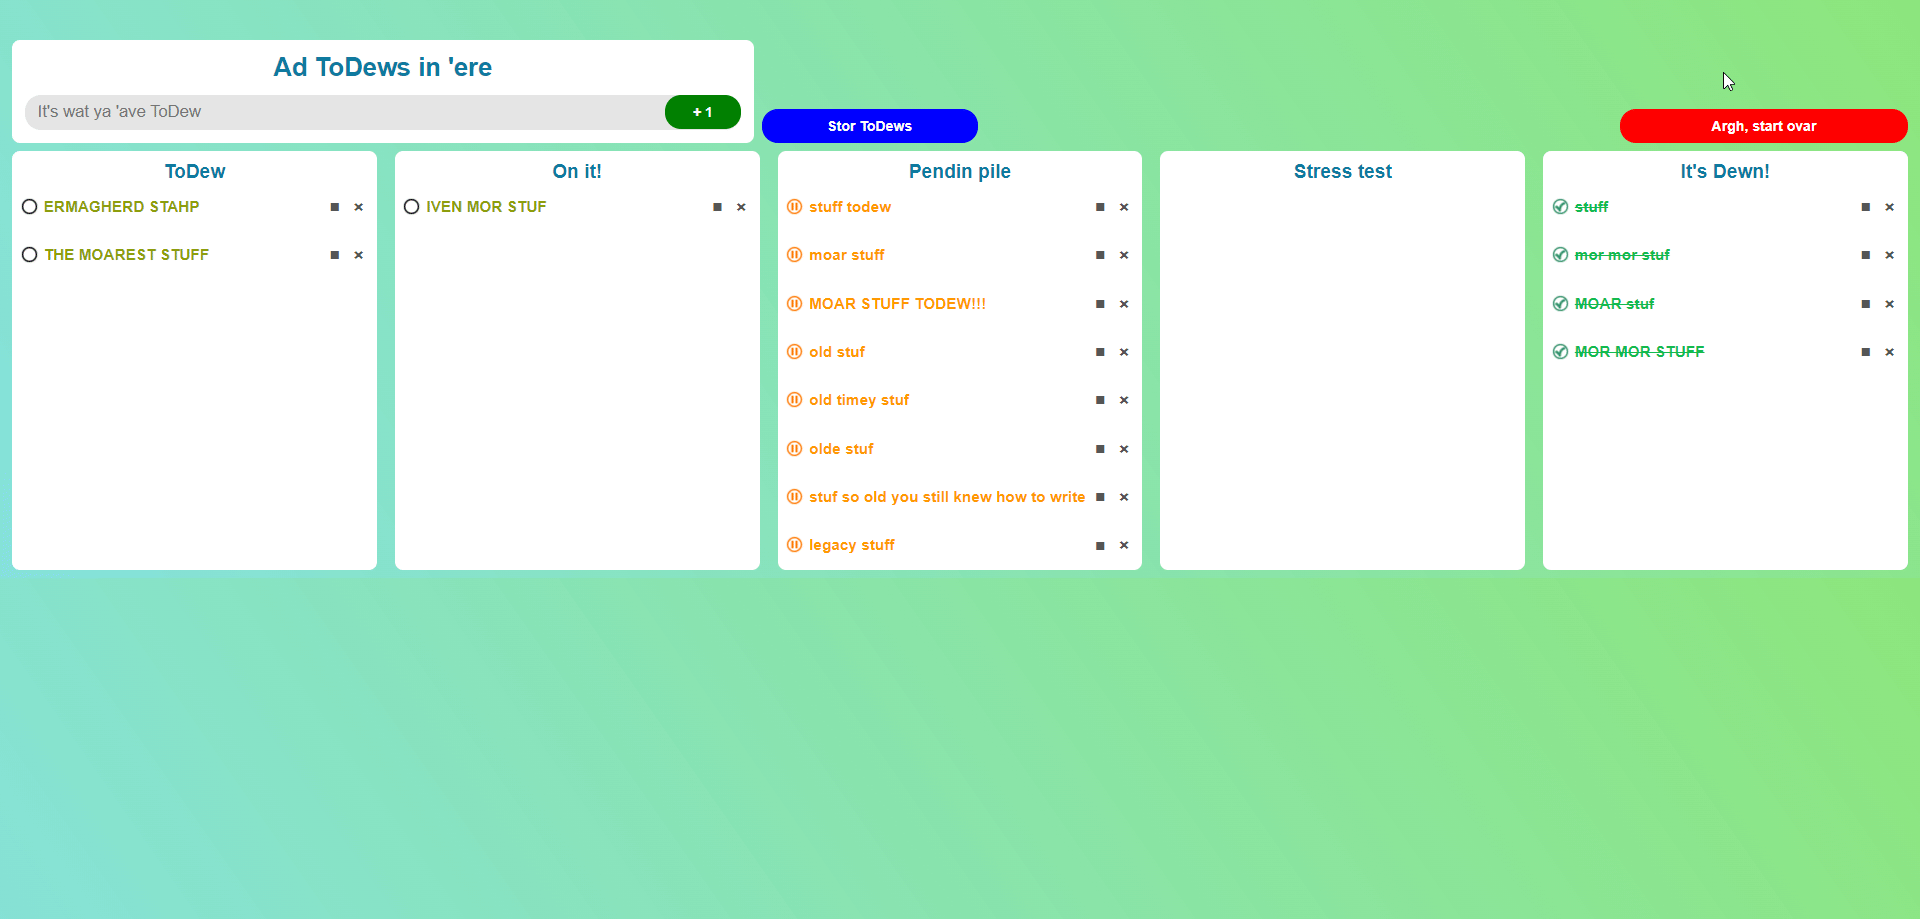 Ad ToDews in 'ere
It's wat ya 'ave ToDew
+ 1
Stor ToDews
Argh, start ovar
ToDew
ERMAGHERD STAHP
THE MOAREST STUFF
On it!
IVEN MOR STUF
Pendin pile
stuff todew
moar stuff
MOAR STUFF TODEW!!!
old stuf
old timey stuf
olde stuf
stuf so old you still knew how to write
legacy stuff
Stress test
It's Dewn!
stuff
mor mor stuf
MOAR stuf
MOR MOR STUFF